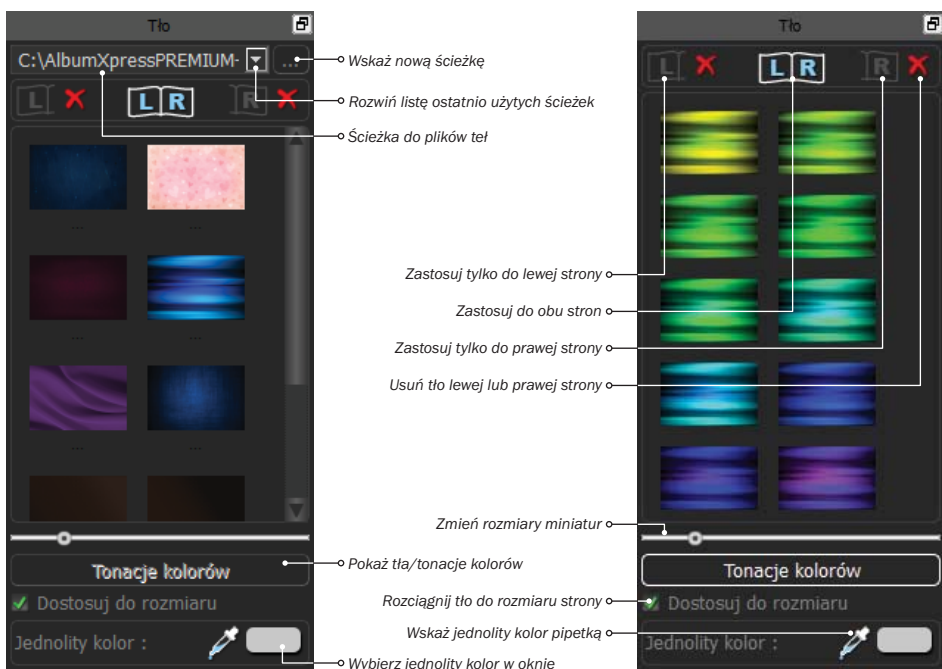 Tło
C:\AlbumXpressPREMIUM-
...
L
L R
R
...
...
...
...
...
...
Tonacje kolorów
Dostosuj do rozmiaru
Jednolity kolor :
Wskaż nową ścieżkę
Rozwiń listę ostatnio użytych ścieżek
Ścieżka do plików teł
Zastosuj tylko do lewej strony
Zastosuj do obu stron
Zastosuj tylko do prawej strony
Usuń tło lewej lub prawej strony
Zmień rozmiary miniatur
Pokaż tła/tonacje kolorów
Rozciągnij tło do rozmiaru strony
Wskaż jednolity kolor pipetką
Wybierz jednolity kolor w oknie
Tło
L
L R
R
Tonacje kolorów
Dostosuj do rozmiaru
Jednolity kolor :